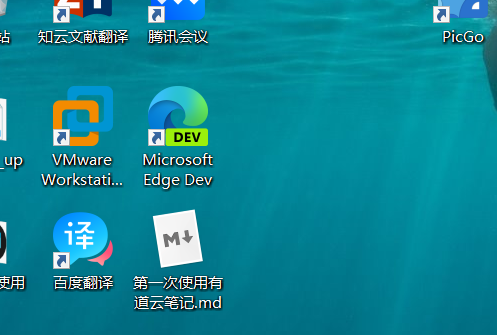 站
知云文献翻译
腾讯会议
PicGo
_up
VMware
Workstati...
DEV
Microsoft
Edge Dev
使用
译
百度翻译
M
第一次使用有
道云笔记.md